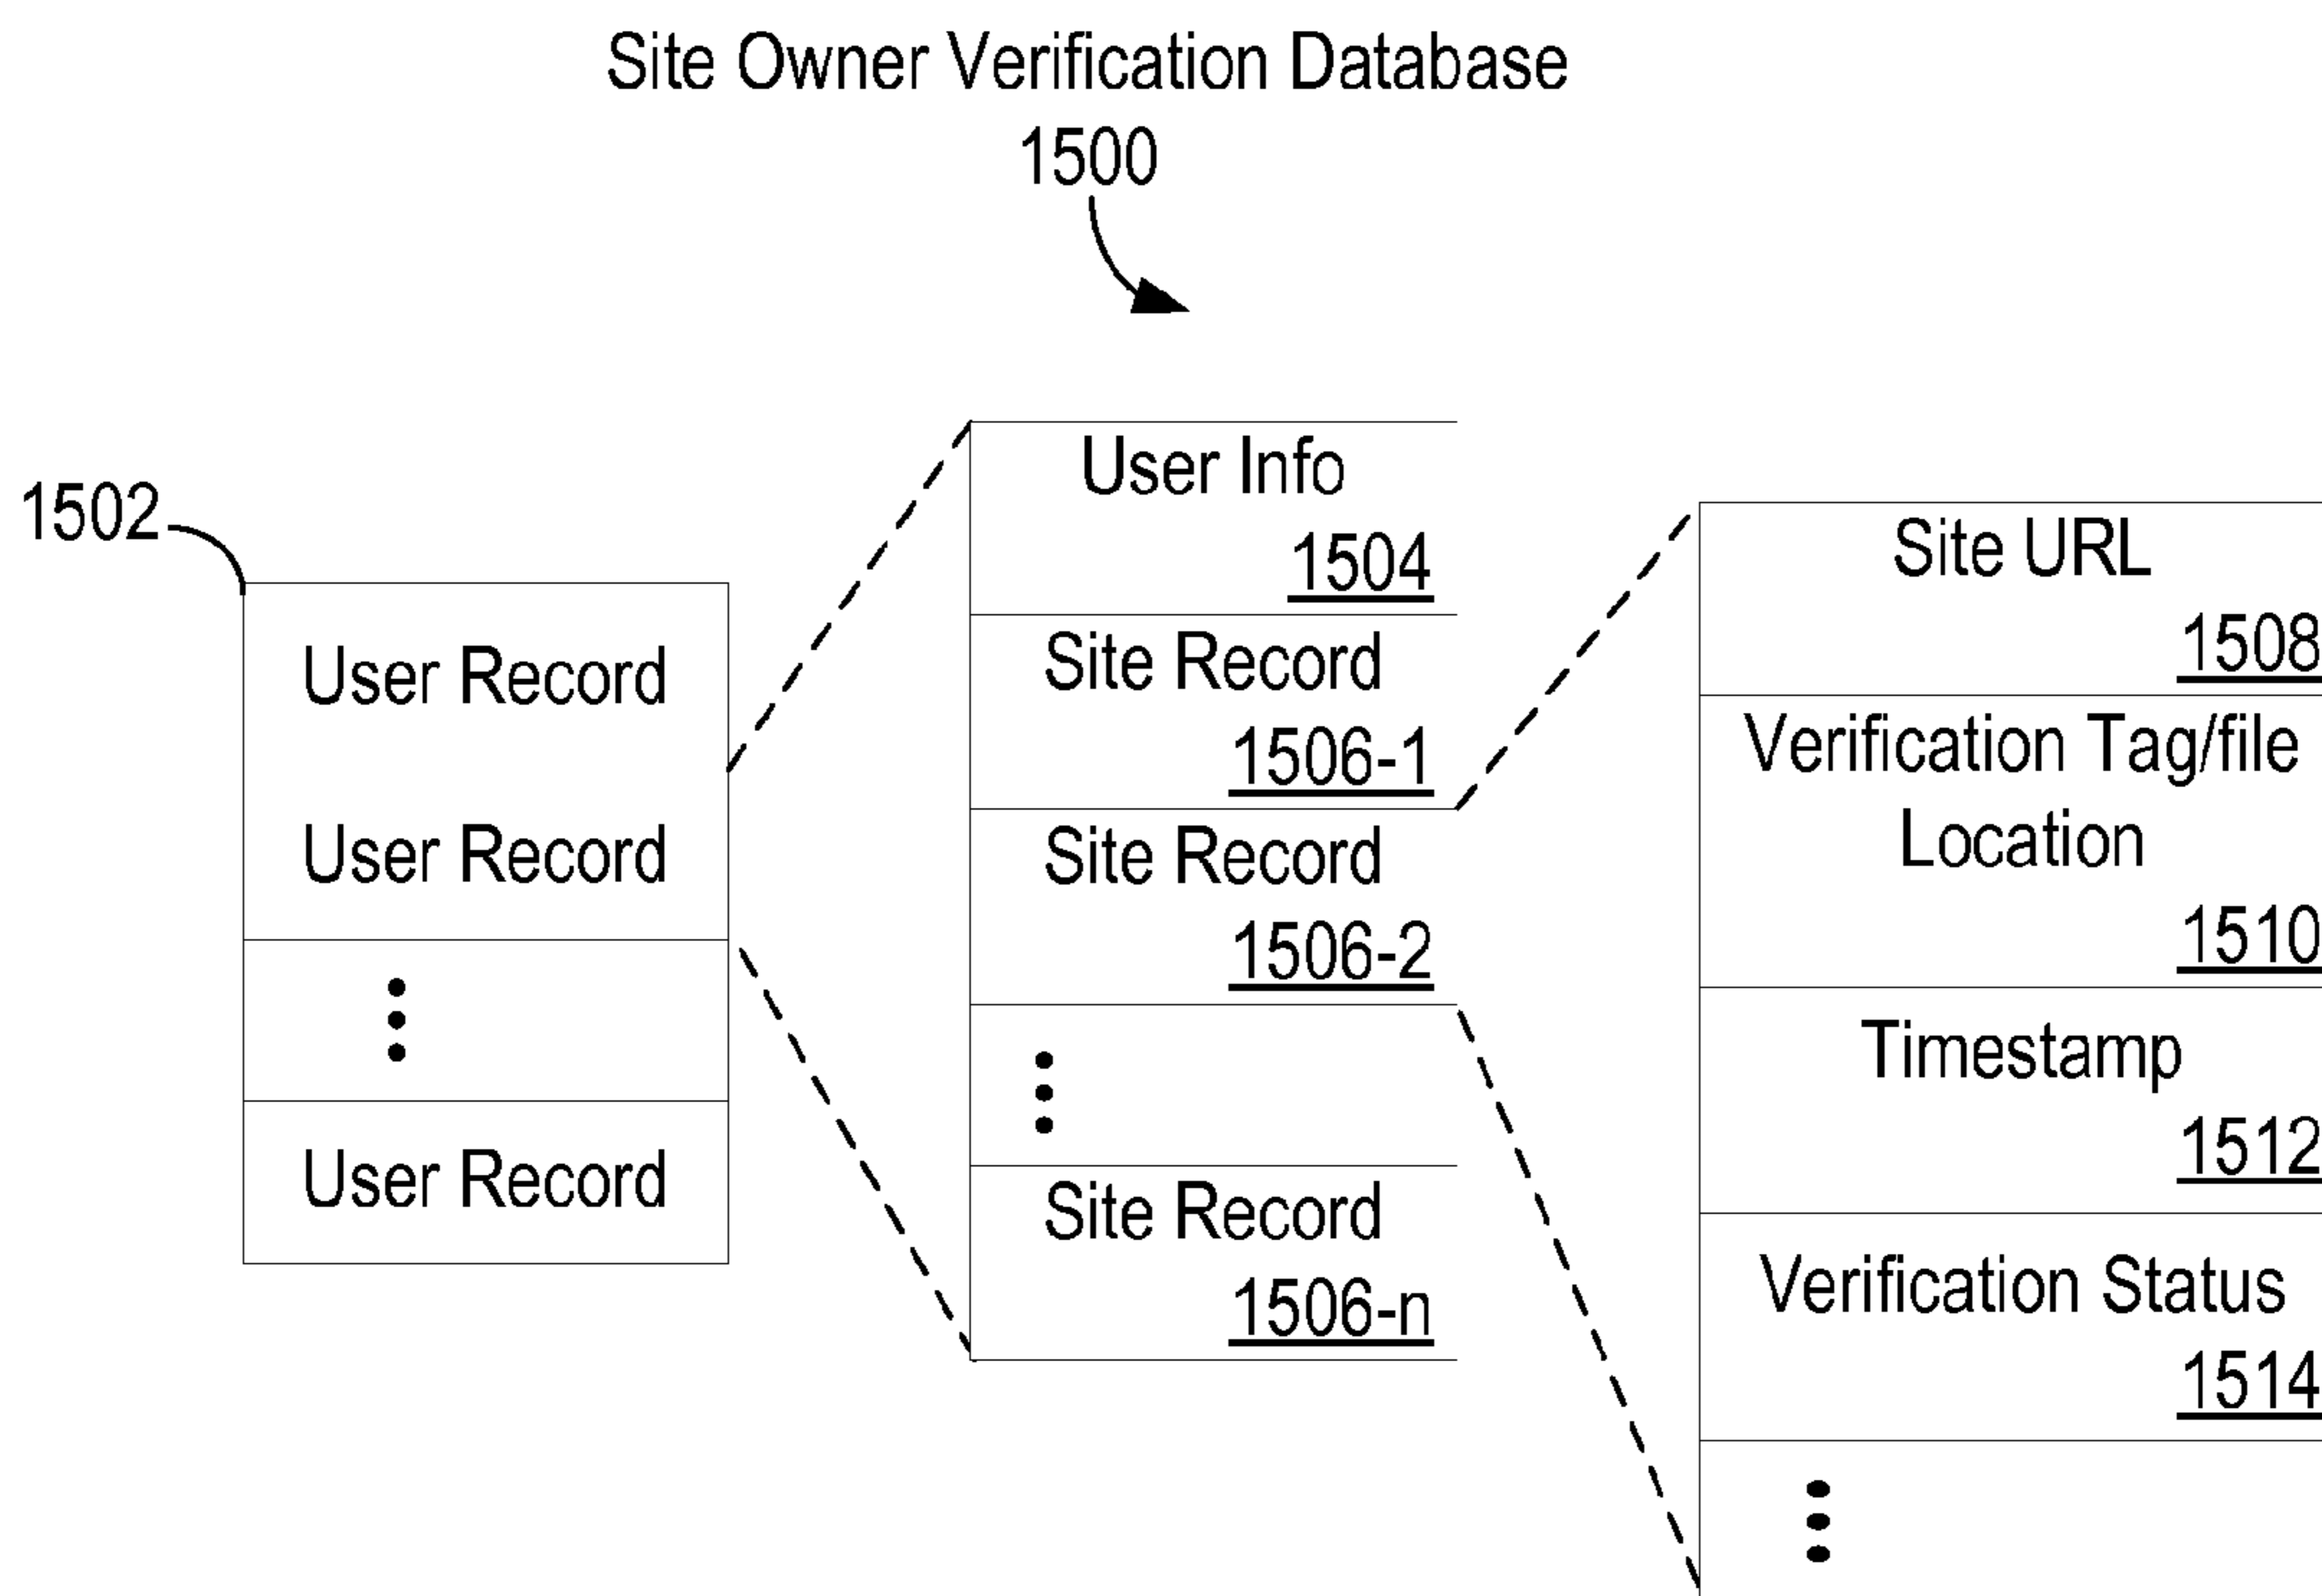 Site Owner Verification Database
1500
1502
User Record
User Record
User Record
User Info
1504
Site Record
1506-1
Site Record
1506-2
Site Record
1506-n
Site URL
1508
Verification Tag/file
Location
1510
Timestamp
1512
Verification Status
1514